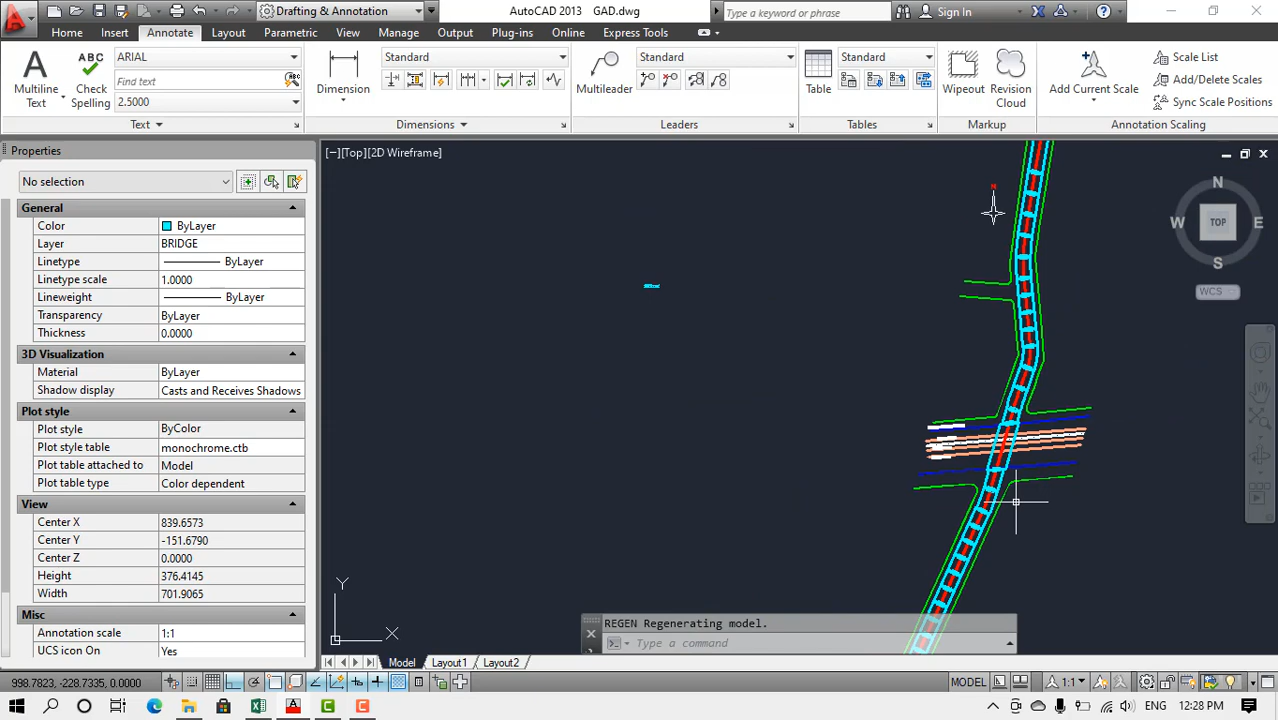 Drafting & Annotation
AutoCAD 2013 GAD.dwg
Type a keyword or phrase
Sign In
Home Insert Annotate Layout Parametric View Manage Output Plug-ins Online Express Tools
Multiline Text
ABC
Check Spelling
ARIAL
Find text
2.5000
Text
Dimension
Standard
Dimensions
Multileader
Standard
Leaders
Table
Standard
Tables
Wipeout
Revision Cloud
Markup
Add Current Scale
Scale List
Add/Delete Scales
Sync Scale Positions
Annotation Scaling
Properties
No selection
General
Color ByLayer
Layer BRIDGE
Linetype ByLayer
Linetype scale 1.0000
Lineweight ByLayer
Transparency ByLayer
Thickness 0.0000
3D Visualization
Material ByLayer
Shadow display Casts and Receives Shadows
Plot style
Plot style ByColor
Plot style table monochrome.ctb
Plot table attached to Model
Plot table type Color dependent
View
Center X 839.6573
Center Y -151.6790
Center Z 0.0000
Height 376.4145
Width 701.9065
Misc
Annotation scale 1:1
UCS icon On Yes
[−][Top][2D Wireframe]
N
N
W TOP E
S
WCS
Y
X
REGEN Regenerating model.
Type a command
Model Layout1 Layout2
998.7823, -228.7335, 0.0000
MODEL
1:1
ENG 12:28 PM